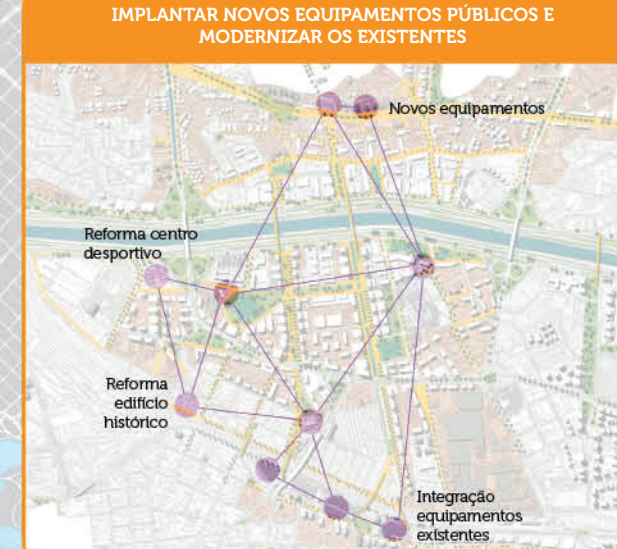 IMPLANTAR NOVOS EQUIPAMENTOS PÚBLICOS E
MODERNIZAR OS EXISTENTES
Novos equipamentos
Reforma centro
desportivo
Reforma
edifício
histórico
Integração
equipamentos
existentes